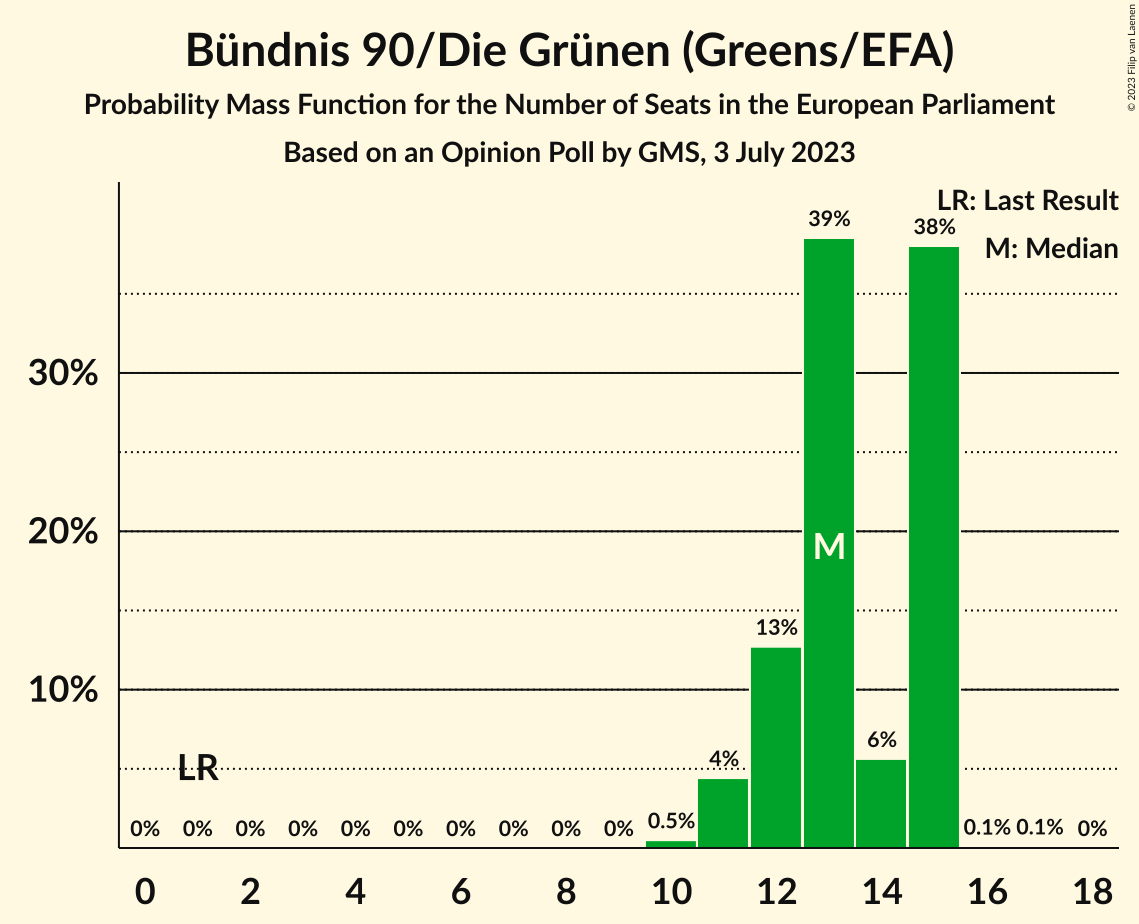 Bündnis 90/Die Grünen (Greens/EFA)
Probability Mass Function for the Number of Seats in the European Parliament
Based on an Opinion Poll by GMS, 3 July 2023
© 2023 Filip van Laenen
LR: Last Result
M: Median
39%
38%
30%
20%
M
13%
10%
6%
4%
LR
0% 0% 0% 0% 0% 0% 0% 0% 0% 0% 0.5% 0.1% 0.1% 0%
0 2 4 6 8 10 12 14 16 18